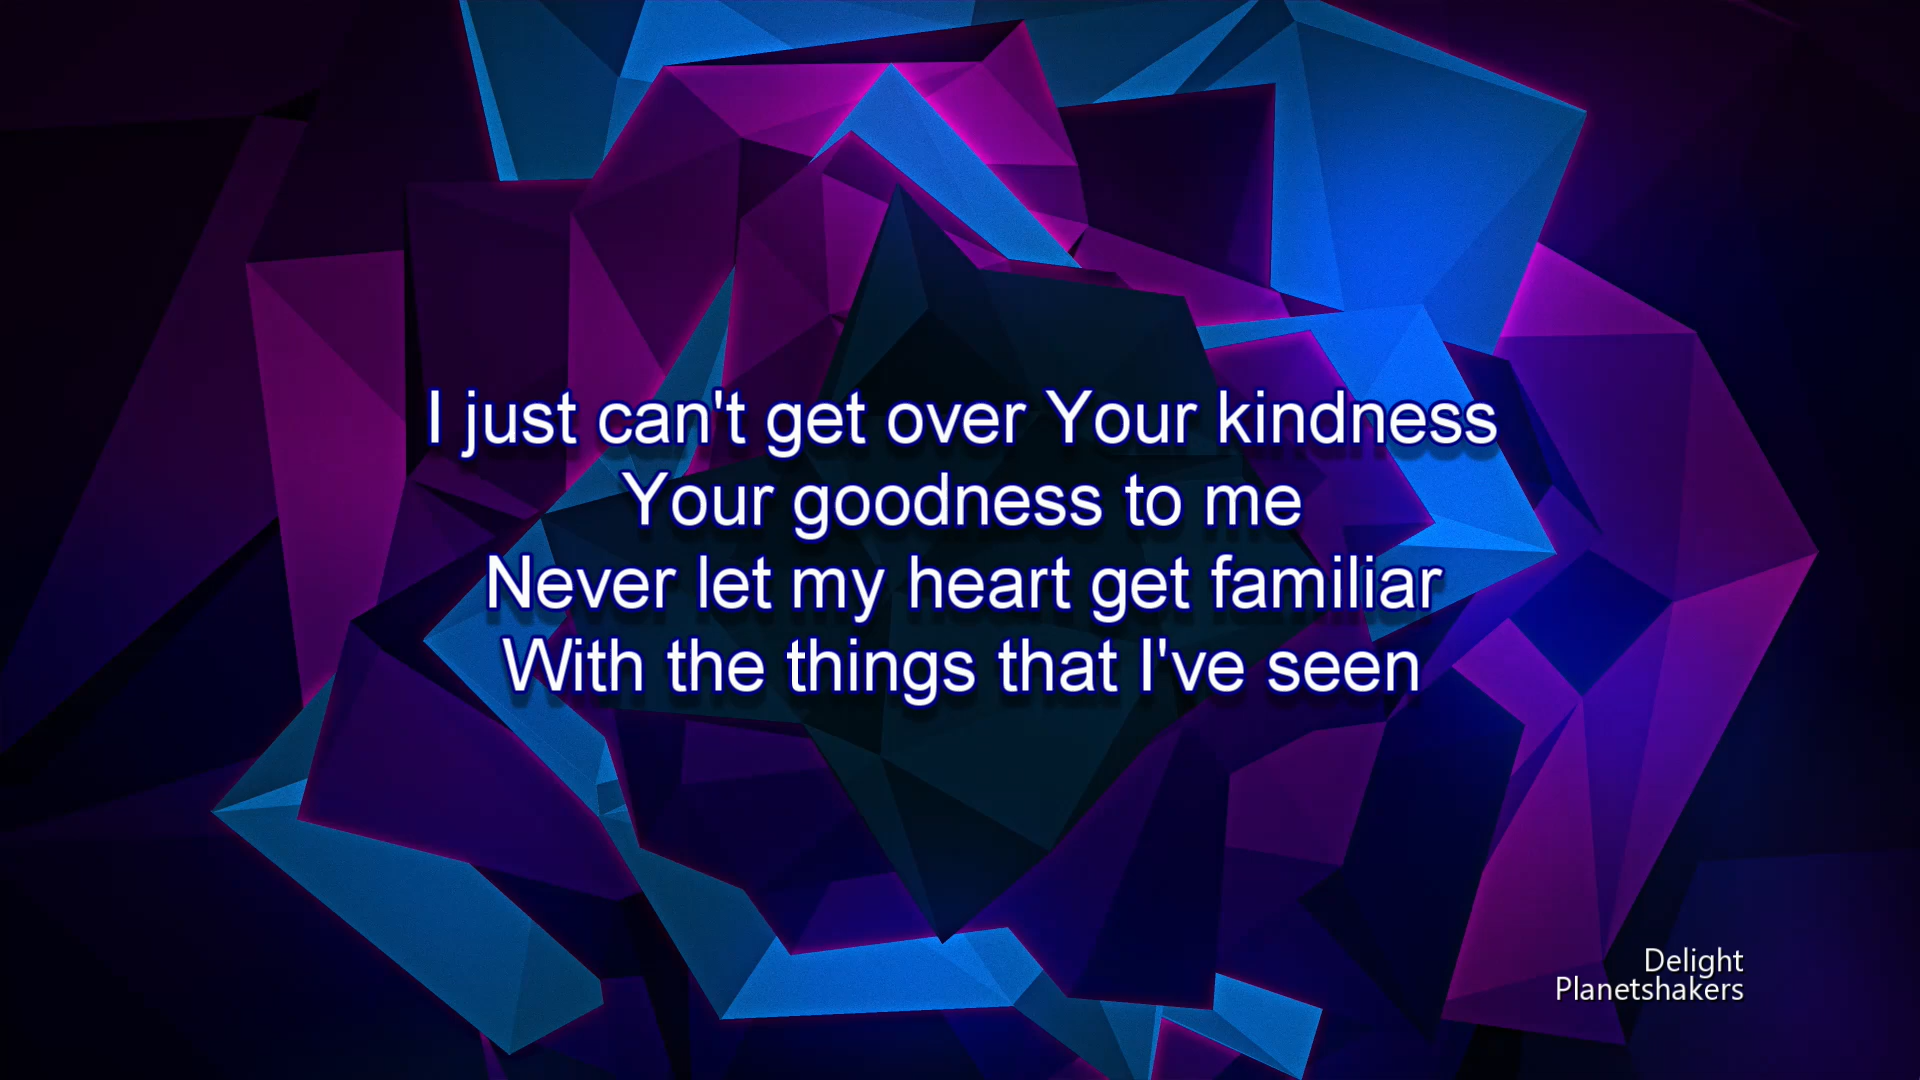 I just can't get over Your kindness
Your goodness to me
Never let my heart get familiar
With the things that I've seen
Delight
Planetshakers